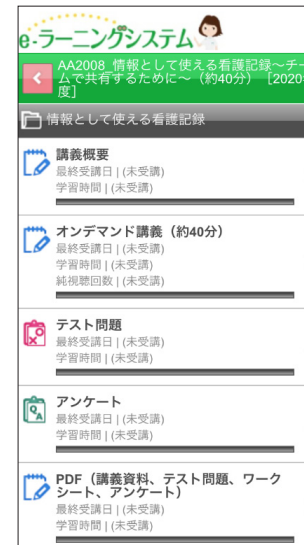 e-ラーニングシステム
AA2008_情報として使える看護記録～チー
ムで共有するために～（約40分）［2020年
度］
情報として使える看護記録
講義概要
最終受講日 | (未受講)
学習時間 | (未受講)
オンデマンド講義（約40分）
最終受講日 | (未受講)
学習時間 | (未受講)
純視聴回数 | (未受講)
テスト問題
最終受講日 | (未受講)
学習時間 | (未受講)
アンケート
最終受講日 | (未受講)
学習時間 | (未受講)
PDF（講義資料、テスト問題、ワーク
シート、アンケート）
最終受講日 | (未受講)
学習時間 | (未受講)